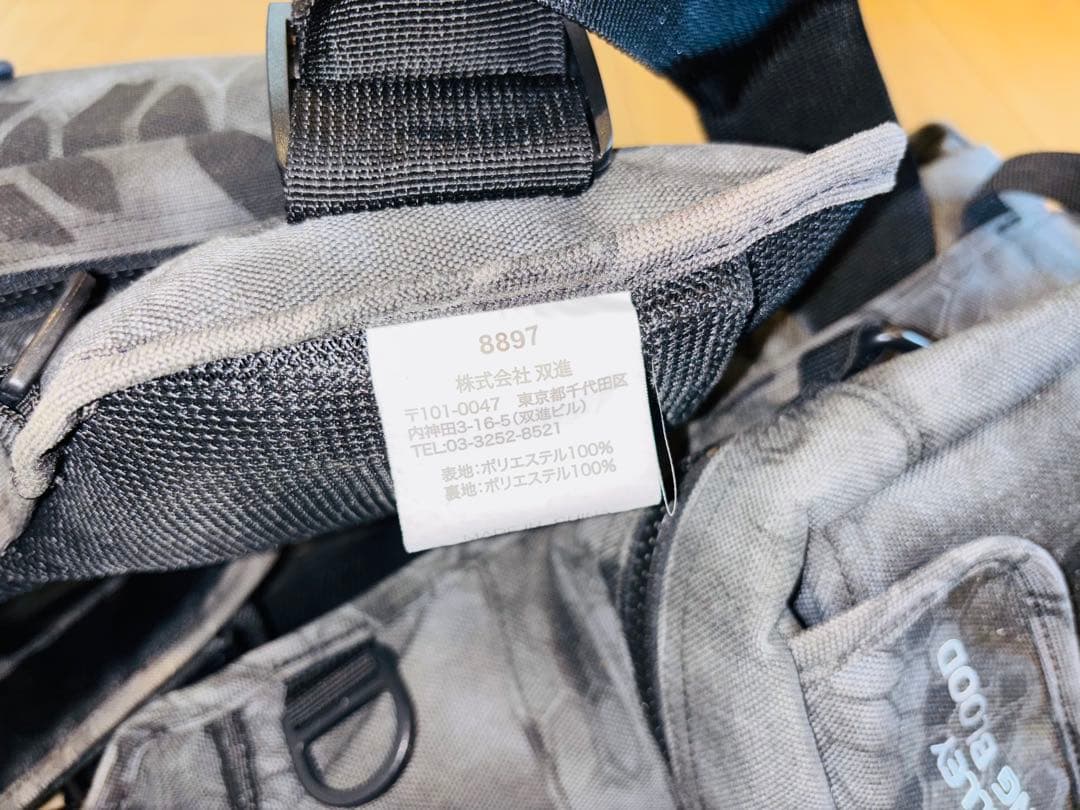 8897
株式会社 双進
〒101-0047 東京都千代田区
内神田3-16-5(双進ビル)
TEL:03-3252-8521
表地:ポリエステル100%
裏地:ポリエステル100%
BLOOD